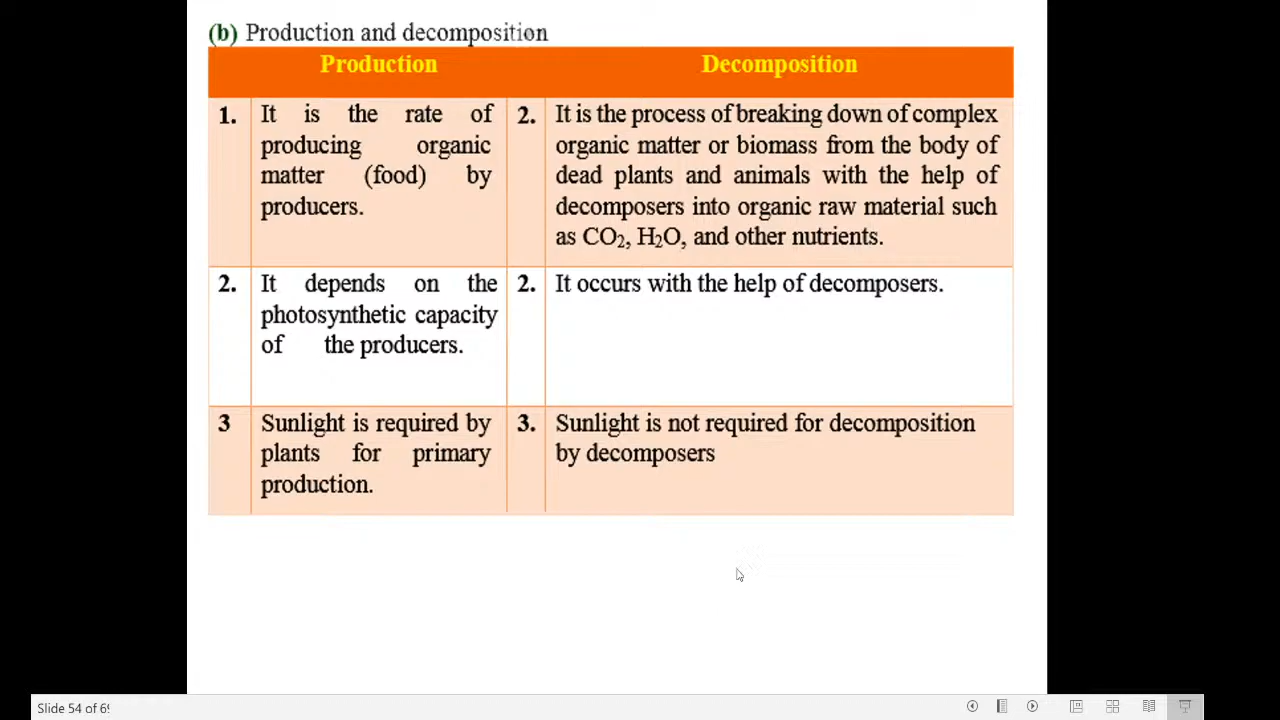 (b) Production and decomposition
Production Decomposition
1. It is the rate of
producing organic
matter (food) by
producers.
2. It is the process of breaking down of complex
organic matter or biomass from the body of
dead plants and animals with the help of
decomposers into organic raw material such
as CO₂, H₂O, and other nutrients.
2. It depends on the
photosynthetic capacity
of the producers.
2. It occurs with the help of decomposers.
3 Sunlight is required by
plants for primary
production.
3. Sunlight is not required for decomposition
by decomposers
Slide 54 of 69